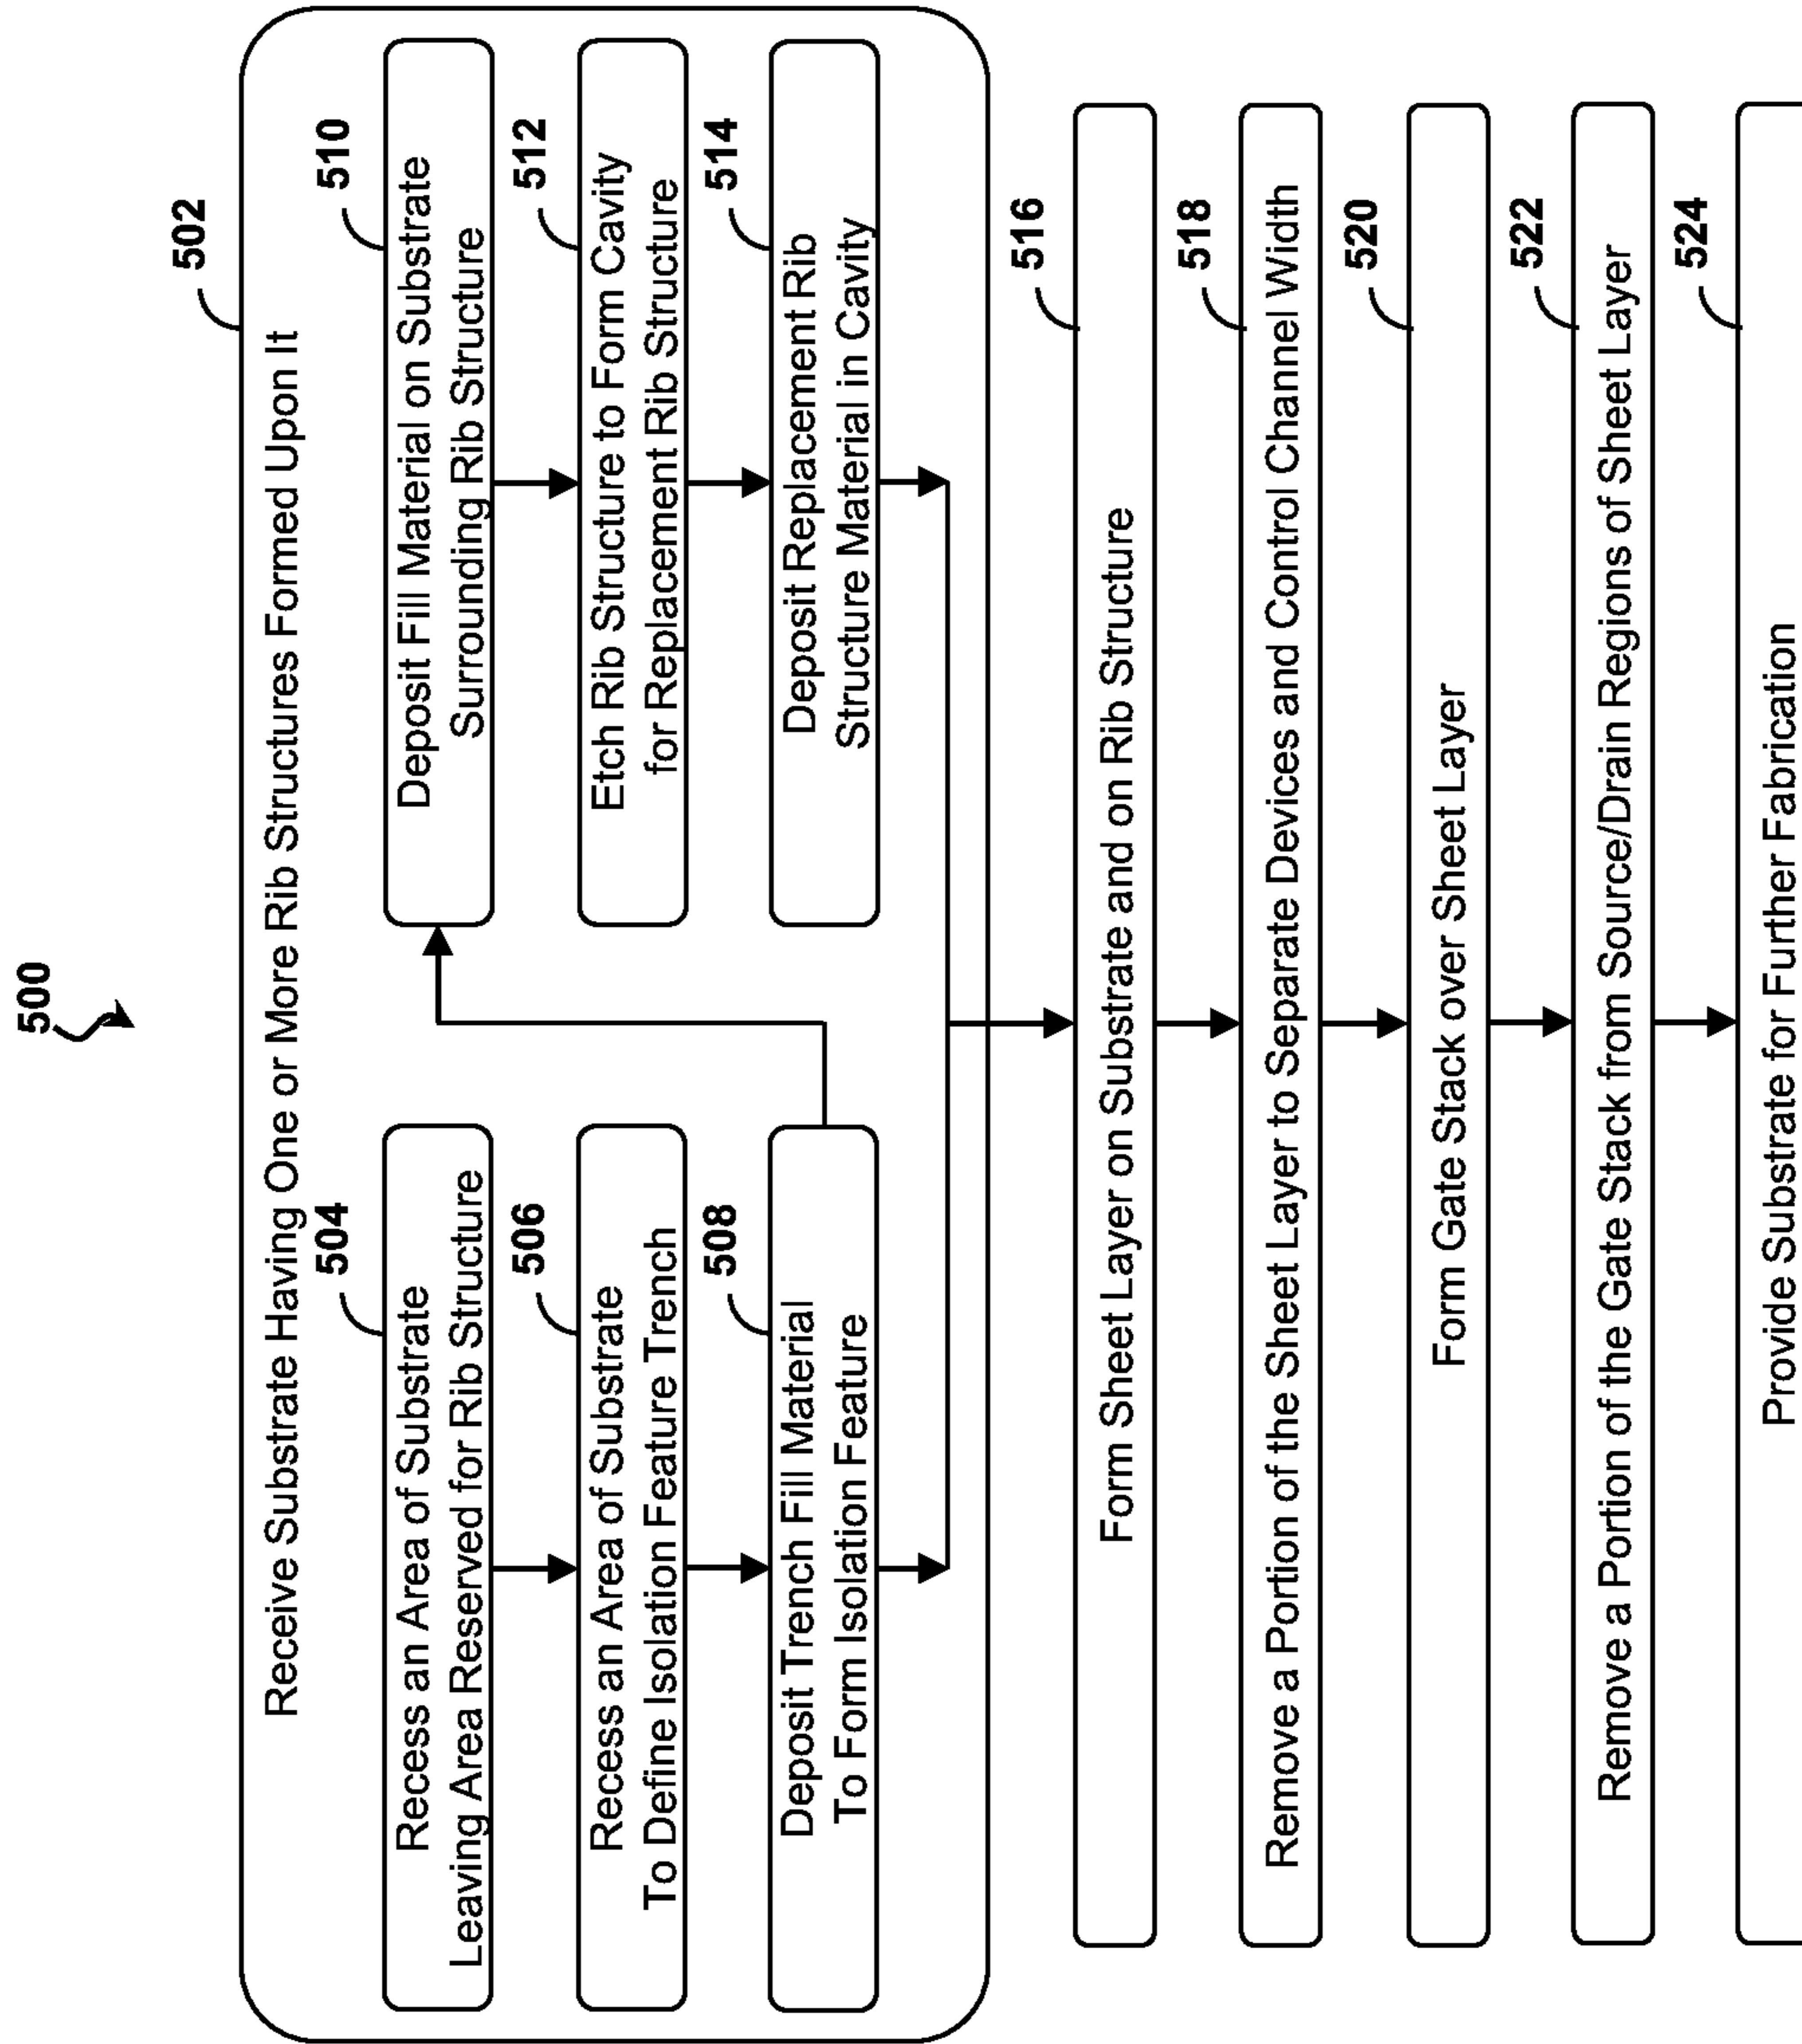 500
502
Receive Substrate Having One or More Rib Structures Formed Upon It
504
Recess an Area of Substrate
Leaving Area Reserved for Rib Structure
506
Recess an Area of Substrate
To Define Isolation Feature Trench
508
Deposit Trench Fill Material
To Form Isolation Feature
510
Deposit Fill Material on Substrate
Surrounding Rib Structure
512
Etch Rib Structure to Form Cavity
for Replacement Rib Structure
514
Deposit Replacement Rib
Structure Material in Cavity
516
Form Sheet Layer on Substrate and on Rib Structure
518
Remove a Portion of the Sheet Layer to Separate Devices and Control Channel Width
520
Form Gate Stack over Sheet Layer
522
Remove a Portion of the Gate Stack from Source/Drain Regions of Sheet Layer
524
Provide Substrate for Further Fabrication